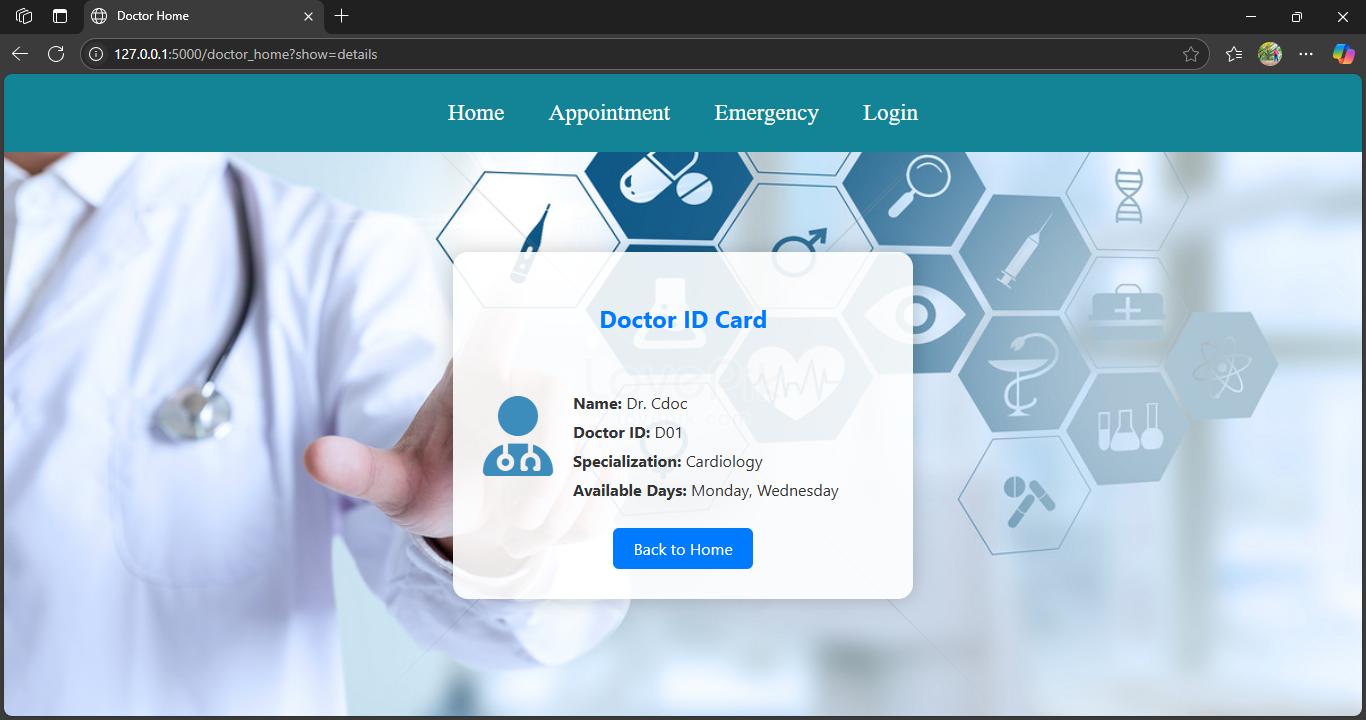 Doctor Home
127.0.0.1:5000/doctor_home?show=details
Home Appointment Emergency Login
Doctor ID Card
Name: Dr. Cdoc
Doctor ID: D01
Specialization: Cardiology
Available Days: Monday, Wednesday
Back to Home